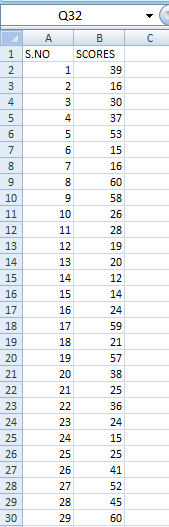 Q32
A B C
1 S.NO SCORES
2 1 39
3 2 16
4 3 30
5 4 37
6 5 53
7 6 15
8 7 16
9 8 60
10 9 58
11 10 26
12 11 28
13 12 19
14 13 20
15 14 12
16 15 14
17 16 24
18 17 59
19 18 21
20 19 57
21 20 38
22 21 25
23 22 36
24 23 24
25 24 15
26 25 25
27 26 41
28 27 52
29 28 45
30 29 60